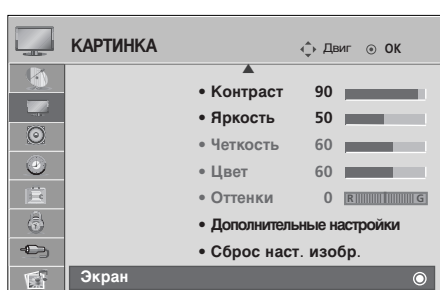 КАРТИНКА Двиг OK
• Контраст 90
• Яркость 50
• Четкость 60
• Цвет 60
• Оттенки 0 R G
• Дополнительные настройки
• Сброс наст. изобр.
Экран